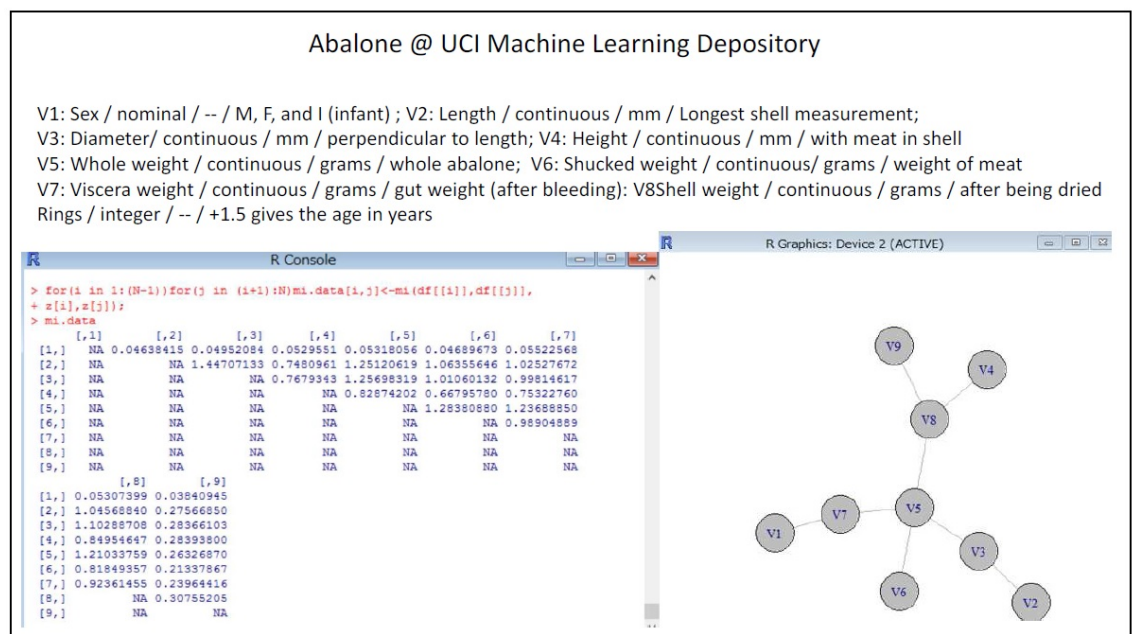 Abalone @ UCI Machine Learning Depository
V1: Sex / nominal / -- / M, F, and I (infant) ; V2: Length / continuous / mm / Longest shell measurement;
V3: Diameter/ continuous / mm / perpendicular to length; V4: Height / continuous / mm / with meat in shell
V5: Whole weight / continuous / grams / whole abalone;  V6: Shucked weight / continuous/ grams / weight of meat
V7: Viscera weight / continuous / grams / gut weight (after bleeding): V8Shell weight / continuous / grams / after being dried
Rings / integer / -- / +1.5 gives the age in years
R Console
> for(i in 1:(N-1))for(j in (i+1):N)mi.data[i,j]<-mi(df[[i]],df[[j]],
+ z[i],z[j]);
> mi.data
[,1] [,2] [,3] [,4] [,5] [,6] [,7]
[1,] NA 0.04638415 0.04952084 0.0529551 0.05318056 0.04689673 0.05522568
[2,] NA NA 1.44707133 0.7480961 1.25120619 1.06355646 1.02527672
[3,] NA NA NA 0.7679343 1.25698319 1.01060132 0.99814617
[4,] NA NA NA NA 0.82874202 0.66795780 0.75322760
[5,] NA NA NA NA NA 1.28380880 1.23688850
[6,] NA NA NA NA NA NA 0.98904889
[7,] NA NA NA NA NA NA NA
[8,] NA NA NA NA NA NA NA
[9,] NA NA NA NA NA NA NA
[,8] [,9]
[1,] 0.05307399 0.03840945
[2,] 1.04568840 0.27566850
[3,] 1.10288708 0.28366103
[4,] 0.84954647 0.28393800
[5,] 1.21033759 0.26326870
[6,] 0.81849357 0.21337867
[7,] 0.92361455 0.23964416
[8,] NA 0.30755205
[9,] NA NA
R Graphics: Device 2 (ACTIVE)
V9
V4
V8
V7
V5
V1
V3
V6
V2